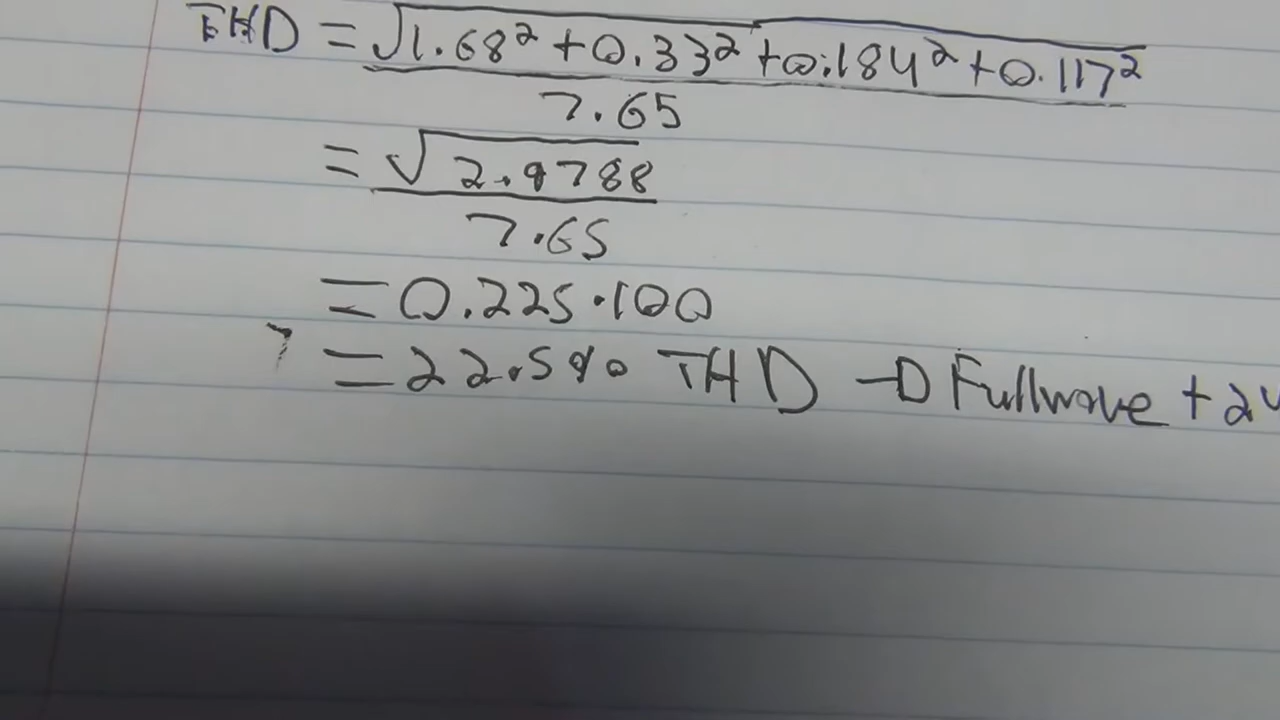 THD = √1.68² + 0.33² + 0.184² + 0.117²
7.65
= √2.9788
7.65
= 0.225 · 100
= 22.5% THD → Fullwave + 2